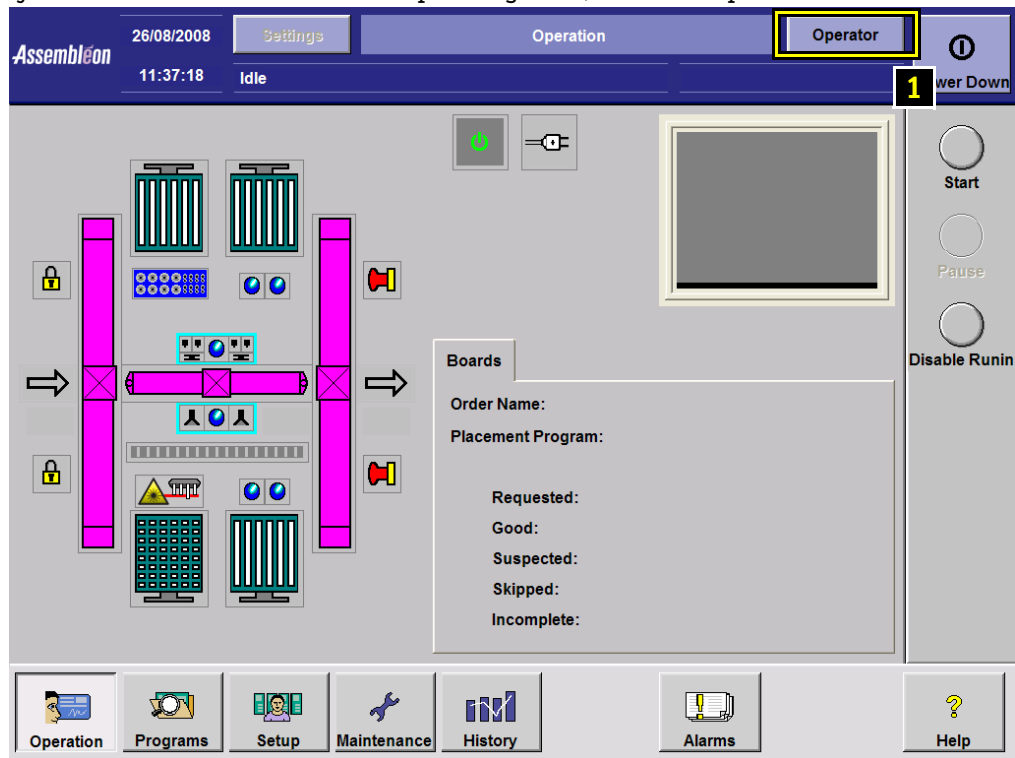 Assembléon
26/08/2008
Settings
Operation
Operator
11:37:18
Idle
1
wer Down
Start
Pause
Disable Runin
Boards
Order Name:
Placement Program:
Requested:
Good:
Suspected:
Skipped:
Incomplete:
Operation
Programs
Setup
Maintenance
History
Alarms
Help